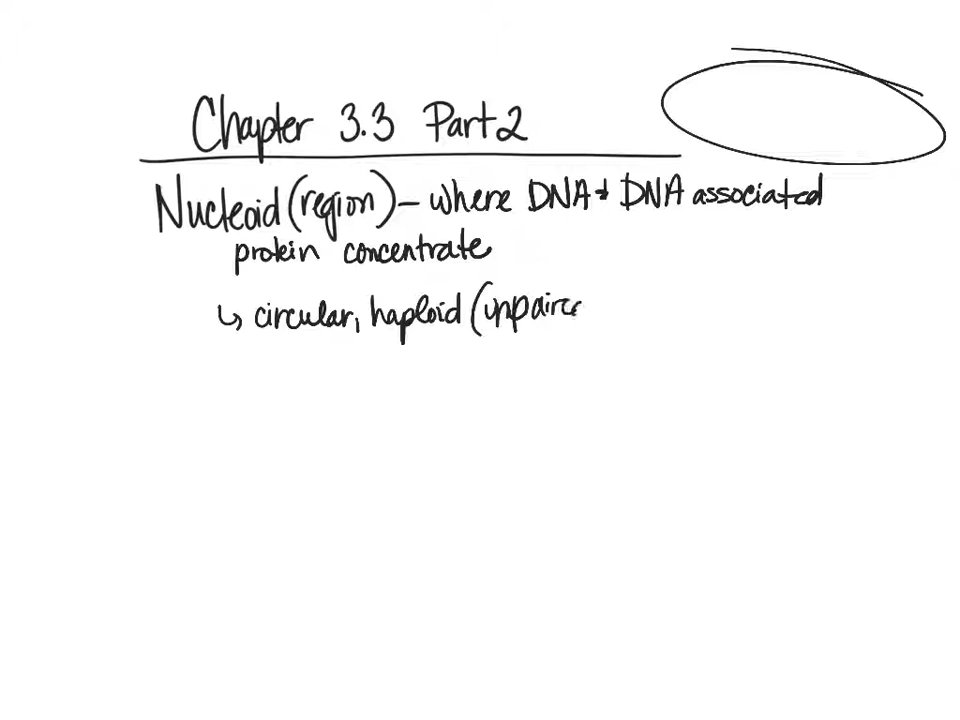 Chapter 3.3 Part 2
Nucleoid (region) – where DNA + DNA associated
protein concentrate
↳ circular, haploid (unpaire